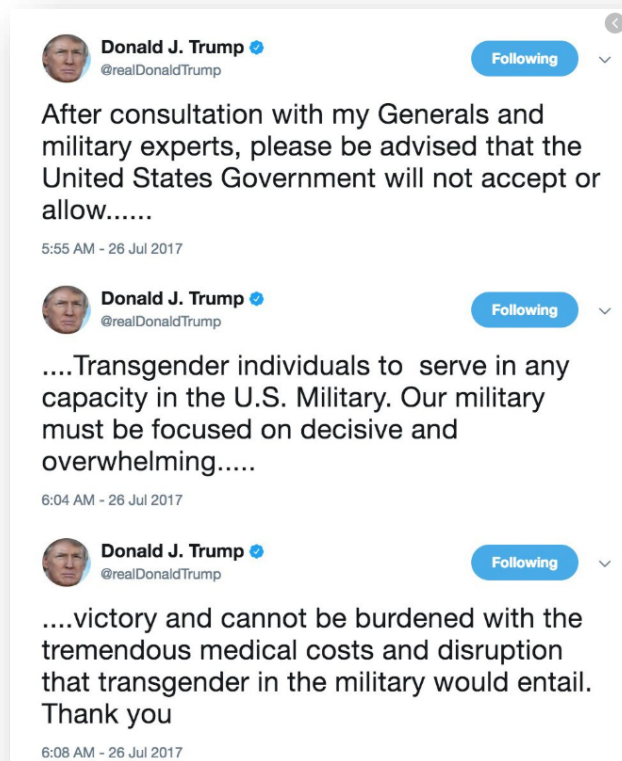 Donald J. Trump
@realDonaldTrump
Following
After consultation with my Generals and
military experts, please be advised that the
United States Government will not accept or
allow......
5:55 AM - 26 Jul 2017
Donald J. Trump
@realDonaldTrump
Following
....Transgender individuals to  serve in any
capacity in the U.S. Military. Our military
must be focused on decisive and
overwhelming.....
6:04 AM - 26 Jul 2017
Donald J. Trump
@realDonaldTrump
Following
....victory and cannot be burdened with the
tremendous medical costs and disruption
that transgender in the military would entail.
Thank you
6:08 AM - 26 Jul 2017